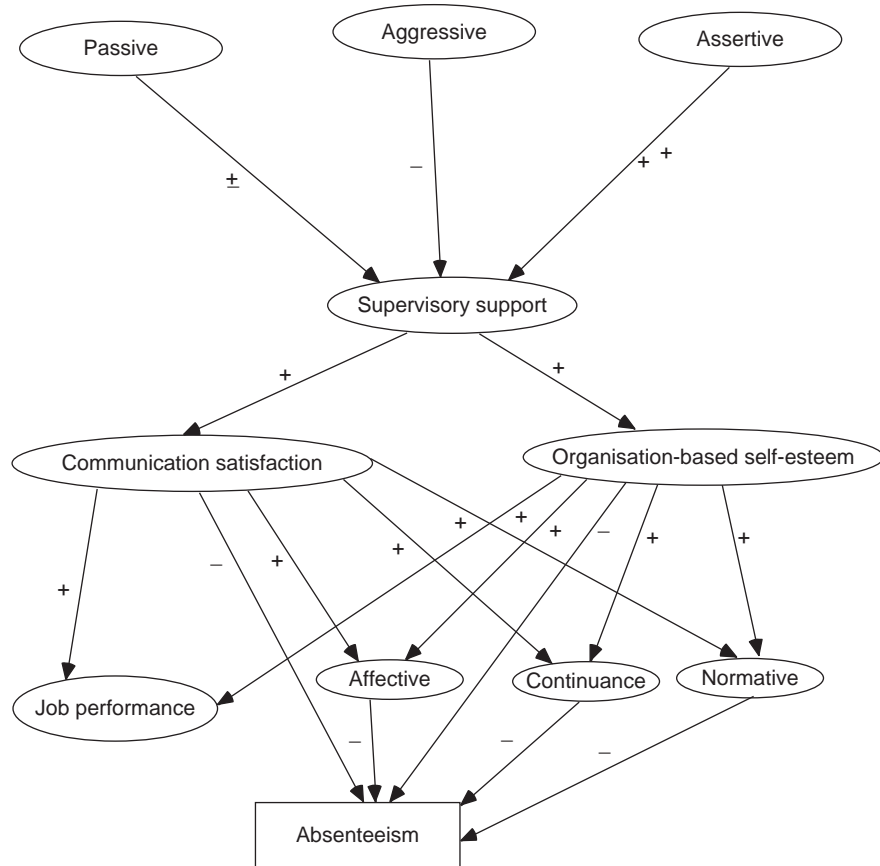 Passive
Aggressive
Assertive
±
–
+ +
Supervisory support
+
+
Communication satisfaction
Organisation-based self-esteem
+
–
+
+
+
+
+
–
+
+
Job performance
Affective
Continuance
Normative
–
–
–
Absenteeism